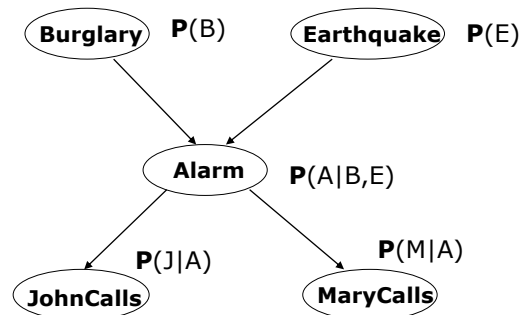 Burglary P(B)
Earthquake P(E)
Alarm
P(A|B,E)
P(J|A)
P(M|A)
JohnCalls
MaryCalls